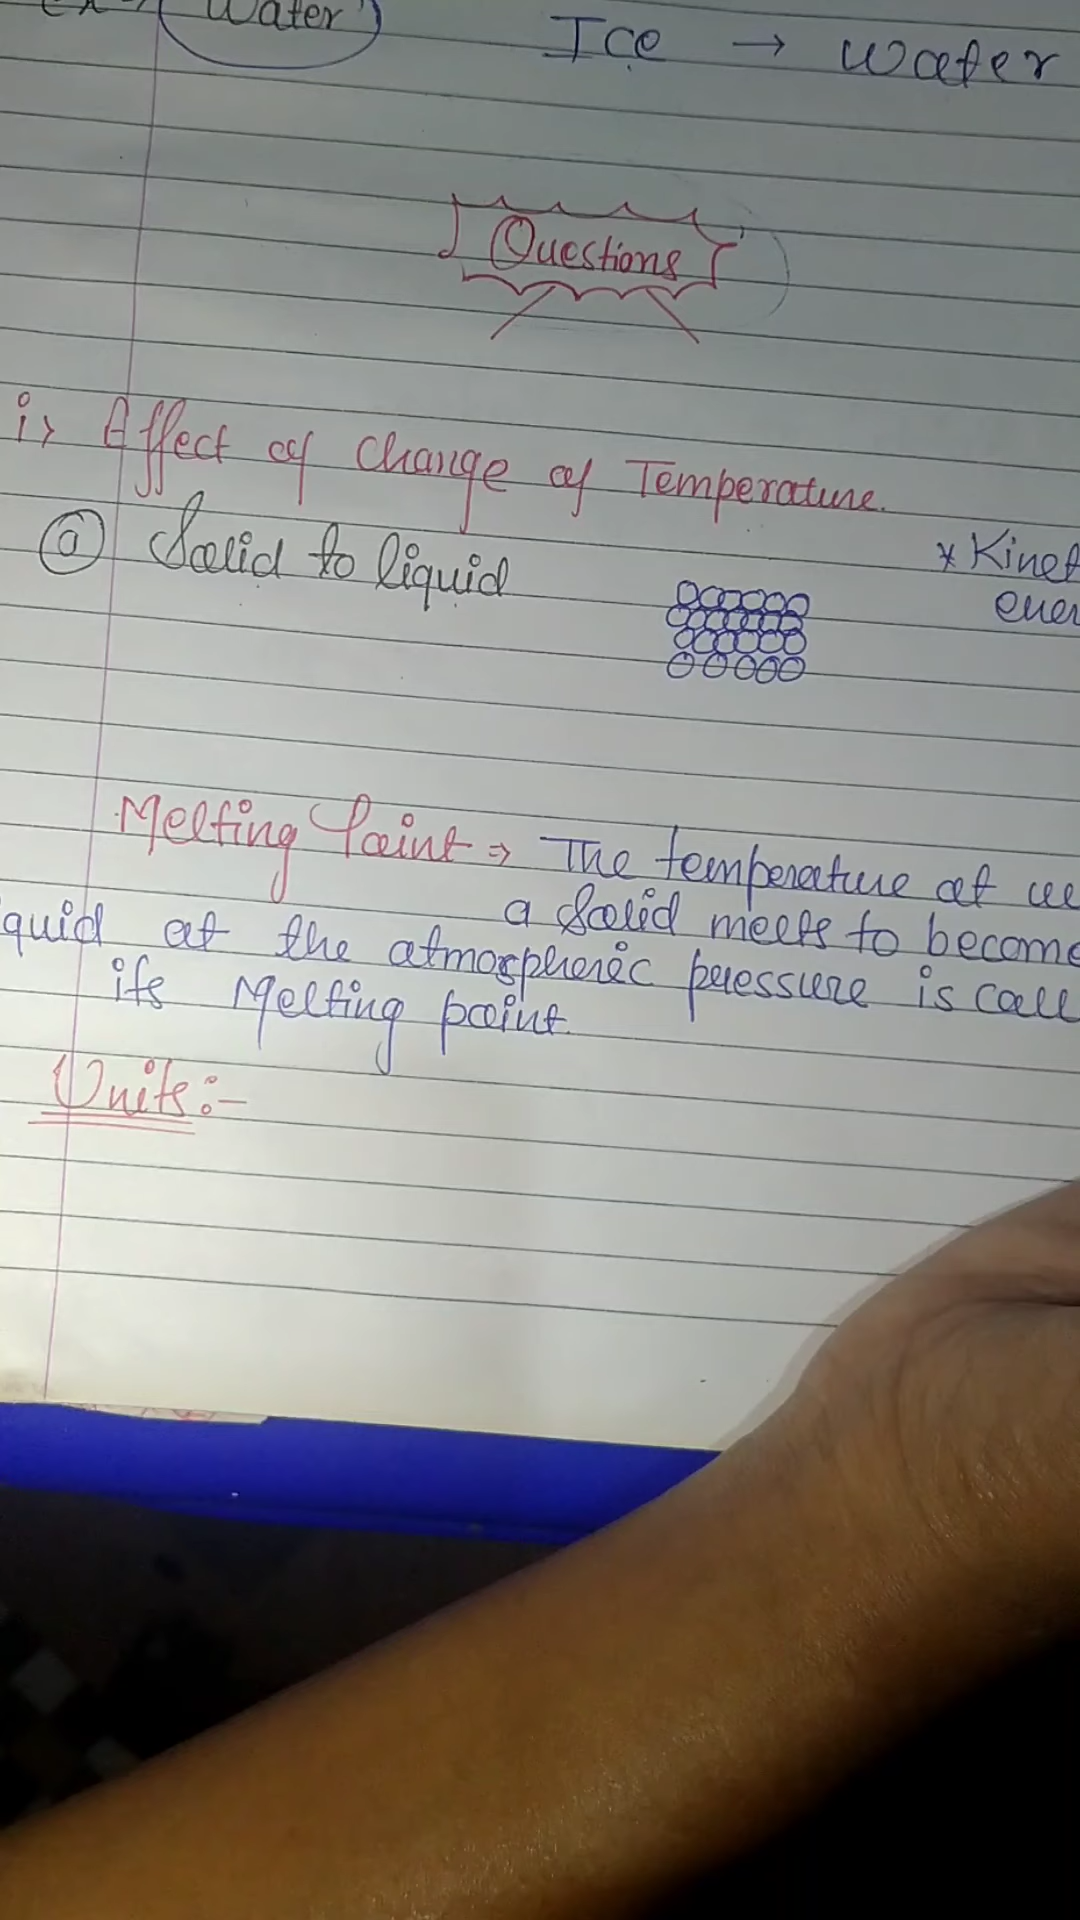 Water
Ice → Water
Questions
i> Affect of Change of Temperature.
a Solid to liquid
* Kinet
ener
Melting Point ⇒ The temperature at w
a Solid melts to become
quid at the atmospheric pressure is call
its Melting point.
Units:-